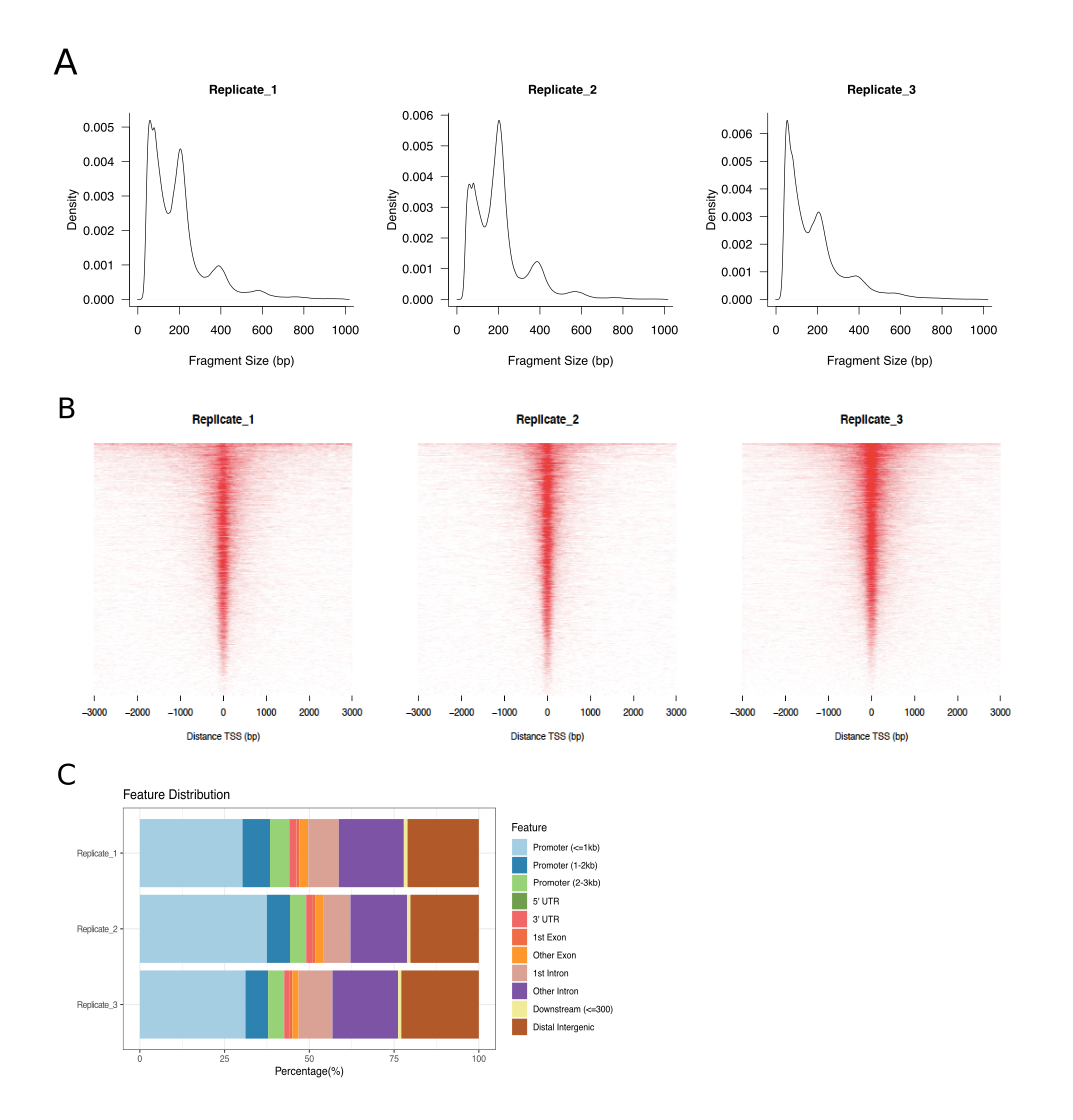 A
Replicate_1 Replicate_2 Replicate_3
0.005 0.004 0.003 0.002 0.001 0.000
Density
0 200 400 600 800 1000
Fragment Size (bp)
0.006 0.005 0.004 0.003 0.002 0.001 0.000
Density
0 200 400 600 800 1000
Fragment Size (bp)
0.006 0.005 0.004 0.003 0.002 0.001 0.000
Density
0 200 400 600 800 1000
Fragment Size (bp)
B
Replicate_1 Replicate_2 Replicate_3
−3000 −2000 −1000 0 1000 2000 3000
Distance TSS (bp)
−3000 −2000 −1000 0 1000 2000 3000
Distance TSS (bp)
−3000 −2000 −1000 0 1000 2000 3000
Distance TSS (bp)
C
Feature Distribution
Replicate_1
Replicate_2
Replicate_3
0 25 50 75 100
Percentage(%)
Feature
Promoter (<=1kb)
Promoter (1-2kb)
Promoter (2-3kb)
5' UTR
3' UTR
1st Exon
Other Exon
1st Intron
Other Intron
Downstream (<=300)
Distal Intergenic